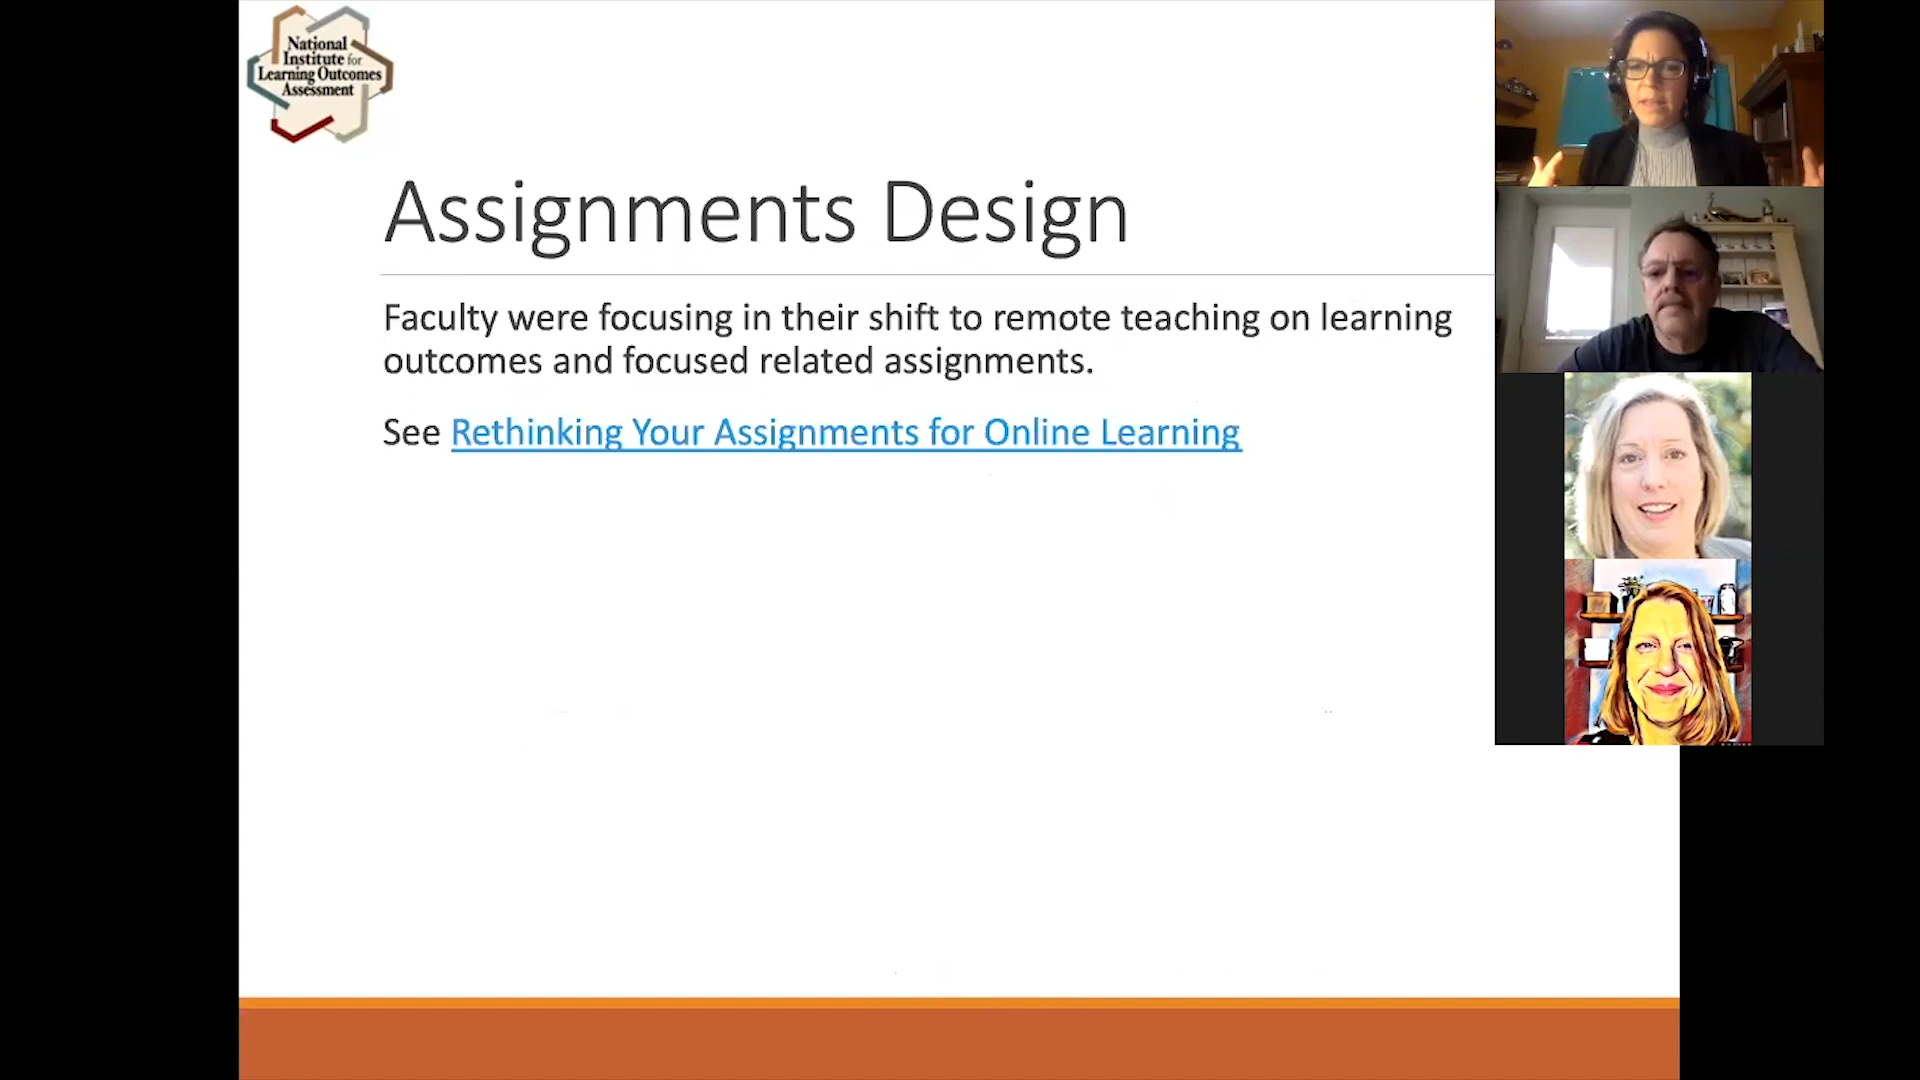 National
Institute for
Learning Outcomes
Assessment
Assignments Design
Faculty were focusing in their shift to remote teaching on learning
outcomes and focused related assignments.
See Rethinking Your Assignments for Online Learning